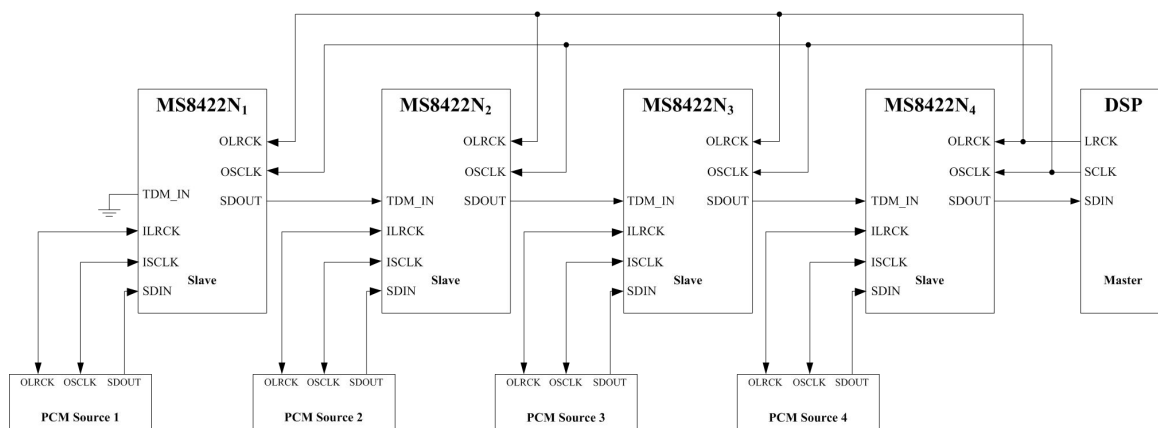 MS8422N₁ MS8422N₂ MS8422N₃ MS8422N₄ DSP
OLRCK OLRCK OLRCK OLRCK LRCK
OSCLK OSCLK OSCLK OSCLK SCLK
TDM_IN
SDOUT TDM_IN SDOUT TDM_IN SDOUT TDM_IN SDOUT SDIN
ILRCK ILRCK ILRCK ILRCK
ISCLK ISCLK ISCLK ISCLK
Slave Slave Slave Slave Master
SDIN SDIN SDIN SDIN
OLRCK OSCLK SDOUT OLRCK OSCLK SDOUT OLRCK OSCLK SDOUT OLRCK OSCLK SDOUT
PCM Source 1 PCM Source 2 PCM Source 3 PCM Source 4